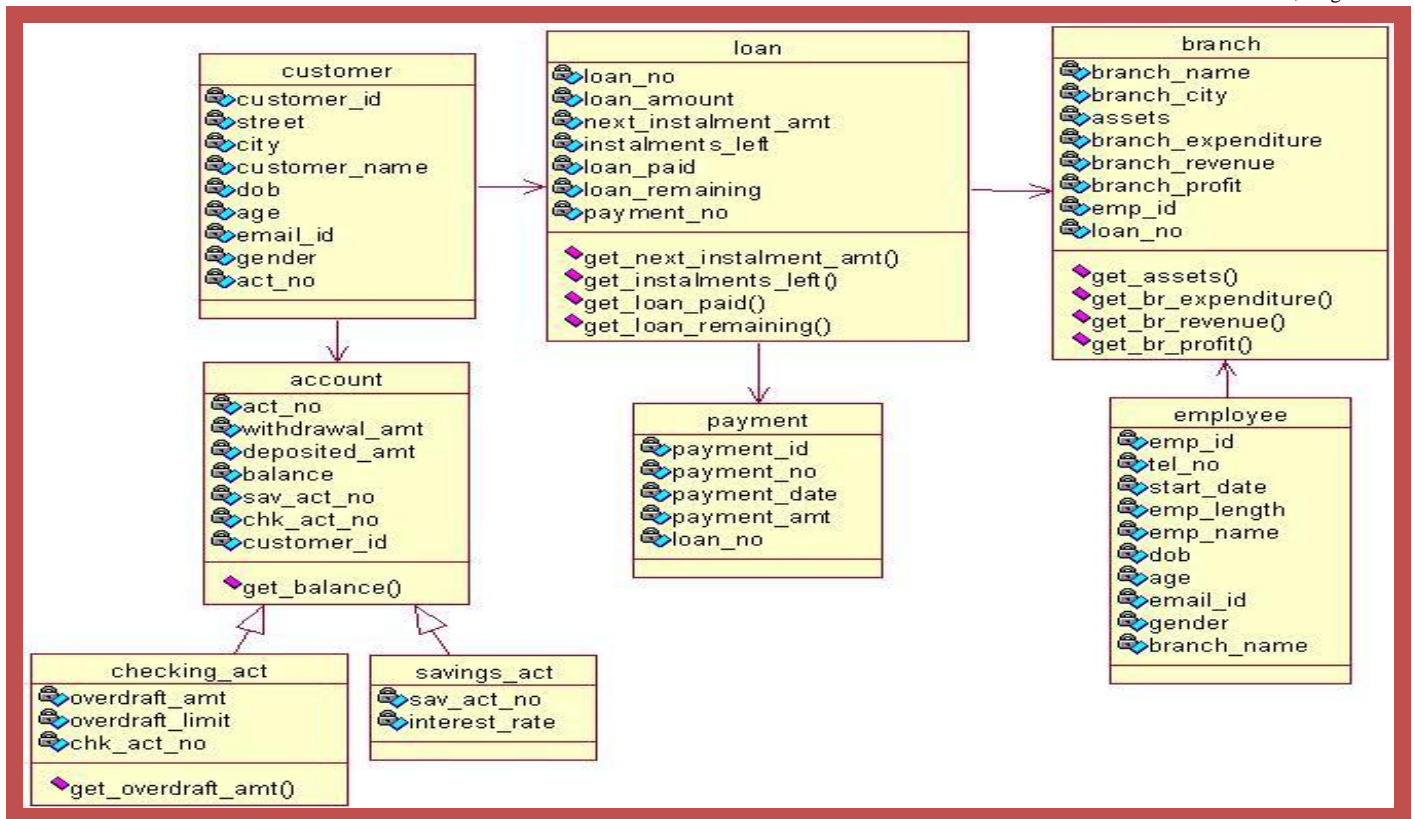 customer
customer_id
street
city
customer_name
dob
age
email_id
gender
act_no
loan
loan_no
loan_amount
next_instalment_amt
instalments_left
loan_paid
loan_remaining
payment_no
get_next_instalment_amt()
get_instalments_left()
get_loan_paid()
get_loan_remaining()
branch
branch_name
branch_city
assets
branch_expenditure
branch_revenue
branch_profit
emp_id
loan_no
get_assets()
get_br_expenditure()
get_br_revenue()
get_br_profit()
account
act_no
withdrawal_amt
deposited_amt
balance
sav_act_no
chk_act_no
customer_id
get_balance()
payment
payment_id
payment_no
payment_date
payment_amt
loan_no
employee
emp_id
tel_no
start_date
emp_length
emp_name
dob
age
email_id
gender
branch_name
checking_act
overdraft_amt
overdraft_limit
chk_act_no
get_overdraft_amt()
savings_act
sav_act_no
interest_rate